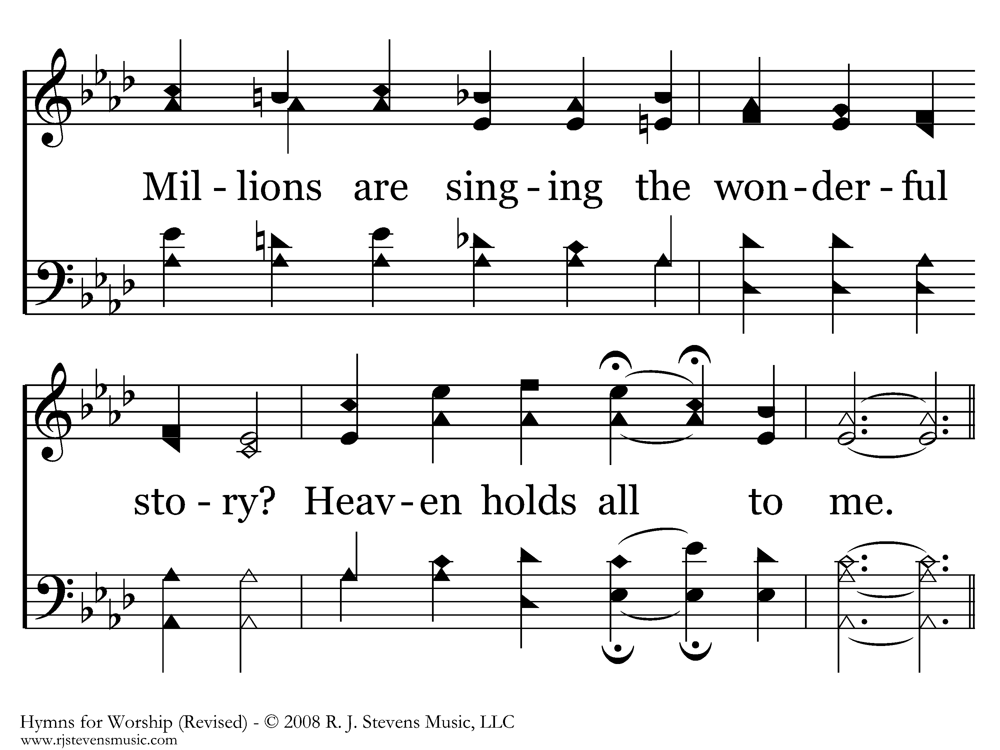 Mil - lions are sing - ing the won - der - ful
sto - ry? Heav - en holds all to me.
Hymns for Worship (Revised) - © 2008 R. J. Stevens Music, LLC
www.rjstevensmusic.com